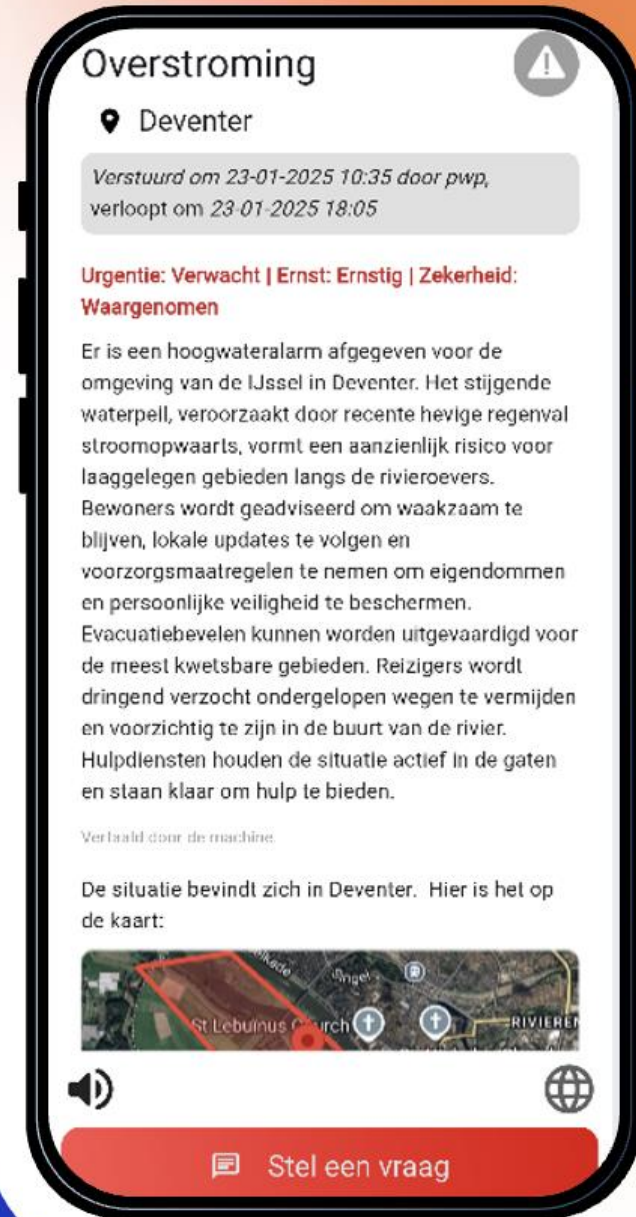 Overstroming
Deventer
Verstuurd om 23-01-2025 10:35 door pwp,
verloopt om 23-01-2025 18:05
Urgentie: Verwacht | Ernst: Ernstig | Zekerheid:
Waargenomen
Er is een hoogwateralarm afgegeven voor de
omgeving van de IJssel in Deventer. Het stijgende
waterpeil, veroorzaakt door recente hevige regenval
stroomopwaarts, vormt een aanzienlijk risico voor
laaggelegen gebieden langs de rivieroevers.
Bewoners wordt geadviseerd om waakzaam te
blijven, lokale updates te volgen en
voorzorgsmaatregelen te nemen om eigendommen
en persoonlijke veiligheid te beschermen.
Evacuatiebevelen kunnen worden uitgevaardigd voor
de meest kwetsbare gebieden. Reizigers wordt
dringend verzocht ondergelopen wegen te vermijden
en voorzichtig te zijn in de buurt van de rivier.
Hulpdiensten houden de situatie actief in de gaten
en staan klaar om hulp te bieden.
Vertaald door de machine.
De situatie bevindt zich in Deventer. Hier is het op
de kaart:
Singel
St Lebuïnus Church
RIVIEREN
Stel een vraag